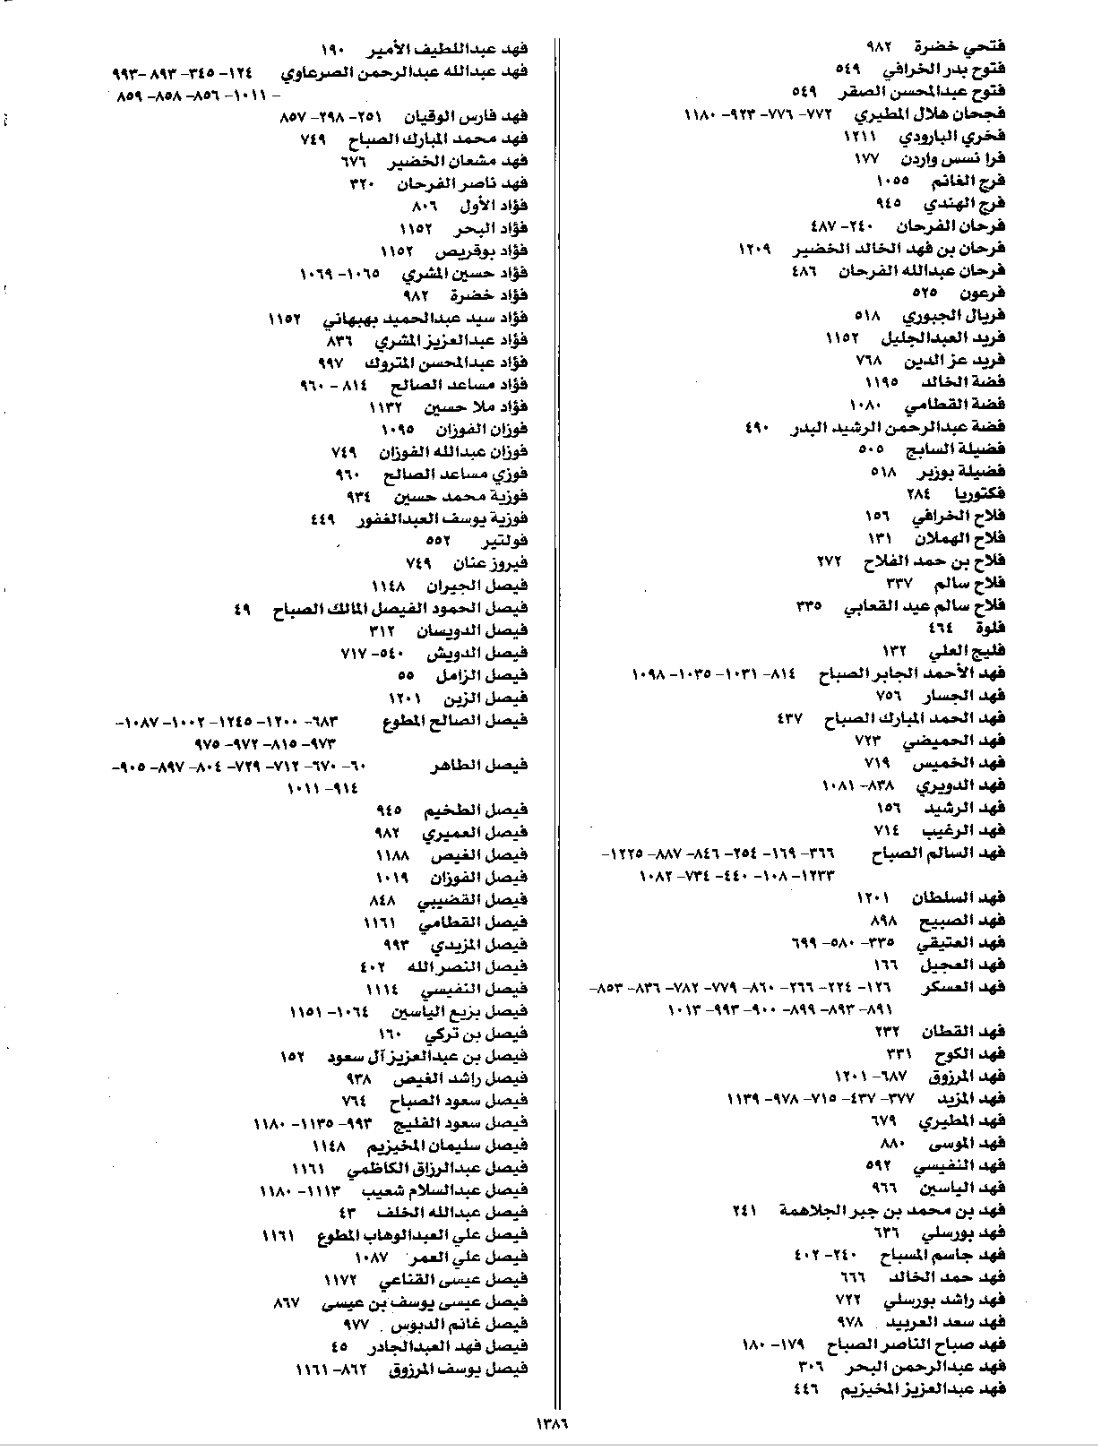 فتحي خضرة ٩٨٢
فتوح بدر الخرافي ٥٤٩
فتوح عبدالمحسن الصقر ٥٤٩
فجحان هلال المطيري ٧٧٢- ٧٧٦- ٩٢٣- ١١٨٠
فخري البارودي ١٢١١
فرا نسس واردن ١٧٧
فرج الغانم ١٠٥٥
فرج الهندي ٩٤٥
فرحان الفرحان ٢٤٠- ٤٨٧
فرحان بن فهد الخالد الخضير ١٢٠٩
فرحان عبدالله الفرحان ٤٨٦
فرعون ٥٢٥
فريال الجبوري ٥١٨
فريد العبدالجليل ١١٥٢
فريد عز الدين ٧٦٨
فضة الخالد ١١٩٥
فضة القطامي ١٠٨٠
فضة عبدالرحمن الرشيد البدر ٤٩٠
فضيلة السابج ٥٠٥
فضيلة بوزبر ٥١٨
فكتوريا ٢٨٤
فلاح الخرافي ١٥٦
فلاح الهملان ١٣١
فلاح بن حمد الفلاح ٢٧٢
فلاح سالم ٣٣٧
فلاح سالم عيد القعابي ٣٣٥
فلوة ٤٦٤
فليج العلي ١٣٢
فهد الأحمد الجابر الصباح ٨١٤- ١٠٣١- ١٠٣٥- ١٠٩٨
فهد الجسار ٧٥٦
فهد الحمد المبارك الصباح ٤٣٧
فهد الحميضي ٧٢٣
فهد الخميس ٧١٩
فهد الدويري ٨٣٨- ١٠٨١
فهد الرشيد ١٥٦
فهد الرغيب ٧١٤
فهد السالم الصباح ٣٦٦- ١٦٩- ٢٥٤- ٨٤٦- ٨٨٧- ١٢٢٥-
١٢٣٣- ١٠٨- ٤٤٠- ٧٣٤- ١٠٨٢
فهد السلطان ١٢٠١
فهد الصبيح ٨٩٨
فهد العتيقي ٣٣٥- ٥٨٠- ٦٩٩
فهد العجيل ١٦٦
فهد العسكر ١٢٦- ٢٢٤- ٢٦٦- ٨٦٠- ٧٧٩- ٧٨٢- ٨٣٦- ٨٥٣-
٨٩١- ٨٩٣- ٨٩٩- ٩٠٠- ٩٩٣- ١٠١٣
فهد القطان ٢٣٢
فهد الكوح ٣٣١
فهد المرزوق ٦٨٧- ١٢٠١
فهد المزيد ٣٧٧- ٤٣٧- ٧١٥- ٩٧٨- ١١٣٩
فهد المطيري ٦٧٩
فهد الموسى ٨٨٠
فهد النفيسي ٥٩٢
فهد الياسين ٩٦٦
فهد بن محمد بن جبر الجلاهمة ٢٤١
فهد بورسلي ٦٣٦
فهد جاسم المسباح ٢٤٠- ٤٠٢
فهد حمد الخالد ٦٦٦
فهد راشد بورسلي ٧٢٢
فهد سعد العربيد ٩٧٨
فهد صباح الناصر الصباح ١٧٩- ١٨٠
فهد عبدالرحمن البحر ٣٠٦
فهد عبدالعزيز المخيزيم ٤٤٦
فهد عبداللطيف الأمير ١٩٠
فهد عبدالله عبدالرحمن الصرعاوي ١٢٤- ٣٤٥- ٨٩٣ -٩٩٣
- ١٠١١- ٨٥٦- ٨٥٨- ٨٥٩
فهد فارس الوقيان ٢٥١- ٢٩٨- ٨٥٧
فهد محمد المبارك الصباح ٧٤٩
فهد مشعان الخضير ٦٧٦
فهد ناصر الفرحان ٣٢٠
فؤاد الأول ٨٠٦
فؤاد البحر ١١٥٢
فؤاد بوقريص ١١٥٢
فؤاد حسين المشري ١٠٦٥- ١٠٦٩
فؤاد خضرة ٩٨٢
فؤاد سيد عبدالحميد بهبهاني ١١٥٢
فؤاد عبدالعزيز المشري ٨٣٦
فؤاد عبدالمحسن المتروك ٩٩٧
فؤاد مساعد الصالح ٨١٤ - ٩٦٠
فؤاد ملا حسين ١١٣٢
فوزان الفوزان ١٠٩٥
فوزان عبدالله الفوزان ٧٤٩
فوزي مساعد الصالح ٩٦٠
فوزية محمد حسين ٩٣٤
فوزية يوسف العبدالغفور ٤٤٩
فولتير ٥٥٢
فيروز عنان ٧٤٩
فيصل الجيران ١١٤٨
فيصل الحمود الفيصل المالك الصباح ٤٩
فيصل الدويسان ٣١٢
فيصل الدويش ٥٤٠- ٧١٧
فيصل الزامل ٥٥
فيصل الزين ١٢٠١
فيصل الصالح المطوع ٦٨٣- ١٢٠٠- ١٢٤٥- ١٠٠٢- ١٠٨٧-
٩٧٣- ٨١٥- ٩٧٢- ٩٧٥
فيصل الطاهر ٦٠- ٦٧٠- ٧١٢- ٧٢٩- ٨٠٤- ٨٩٧- ٩٠٥-
٩١٤- ١٠١١
فيصل الطخيم ٩٤٥
فيصل العميري ٩٨٢
فيصل الغيص ١١٨٨
فيصل الفوزان ١٠١٩
فيصل القضيبي ٨٤٨
فيصل القطامي ١١٦١
فيصل المزيدي ٩٩٣
فيصل النصر الله ٤٠٢
فيصل النفيسي ١١١٤
فيصل بزيع الياسين ١٠٦٤- ١١٥١
فيصل بن تركي ١٦٠
فيصل بن عبدالعزيز آل سعود ١٥٢
فيصل راشد الغيص ٩٣٨
فيصل سعود الصباح ٧٦٤
فيصل سعود الفليج ٩٩٣- ١١٣٥- ١١٨٠
فيصل سليمان المخيزيم ١١٤٨
فيصل عبدالرزاق الكاظمي ١١٦١
فيصل عبدالسلام شعيب ١١١٣- ١١٨٠
فيصل عبدالله الخلف ٤٣
فيصل علي العبدالوهاب المطوع ١١٦١
فيصل علي العمر ١٠٨٧
فيصل عيسى القناعي ١١٧٢
فيصل عيسى يوسف بن عيسى ٨٦٧
فيصل غانم الدبوس ٩٧٧
فيصل فهد العبدالجادر ٤٥
فيصل يوسف المرزوق ٨٦٢- ١١٦١
١٣٨٦